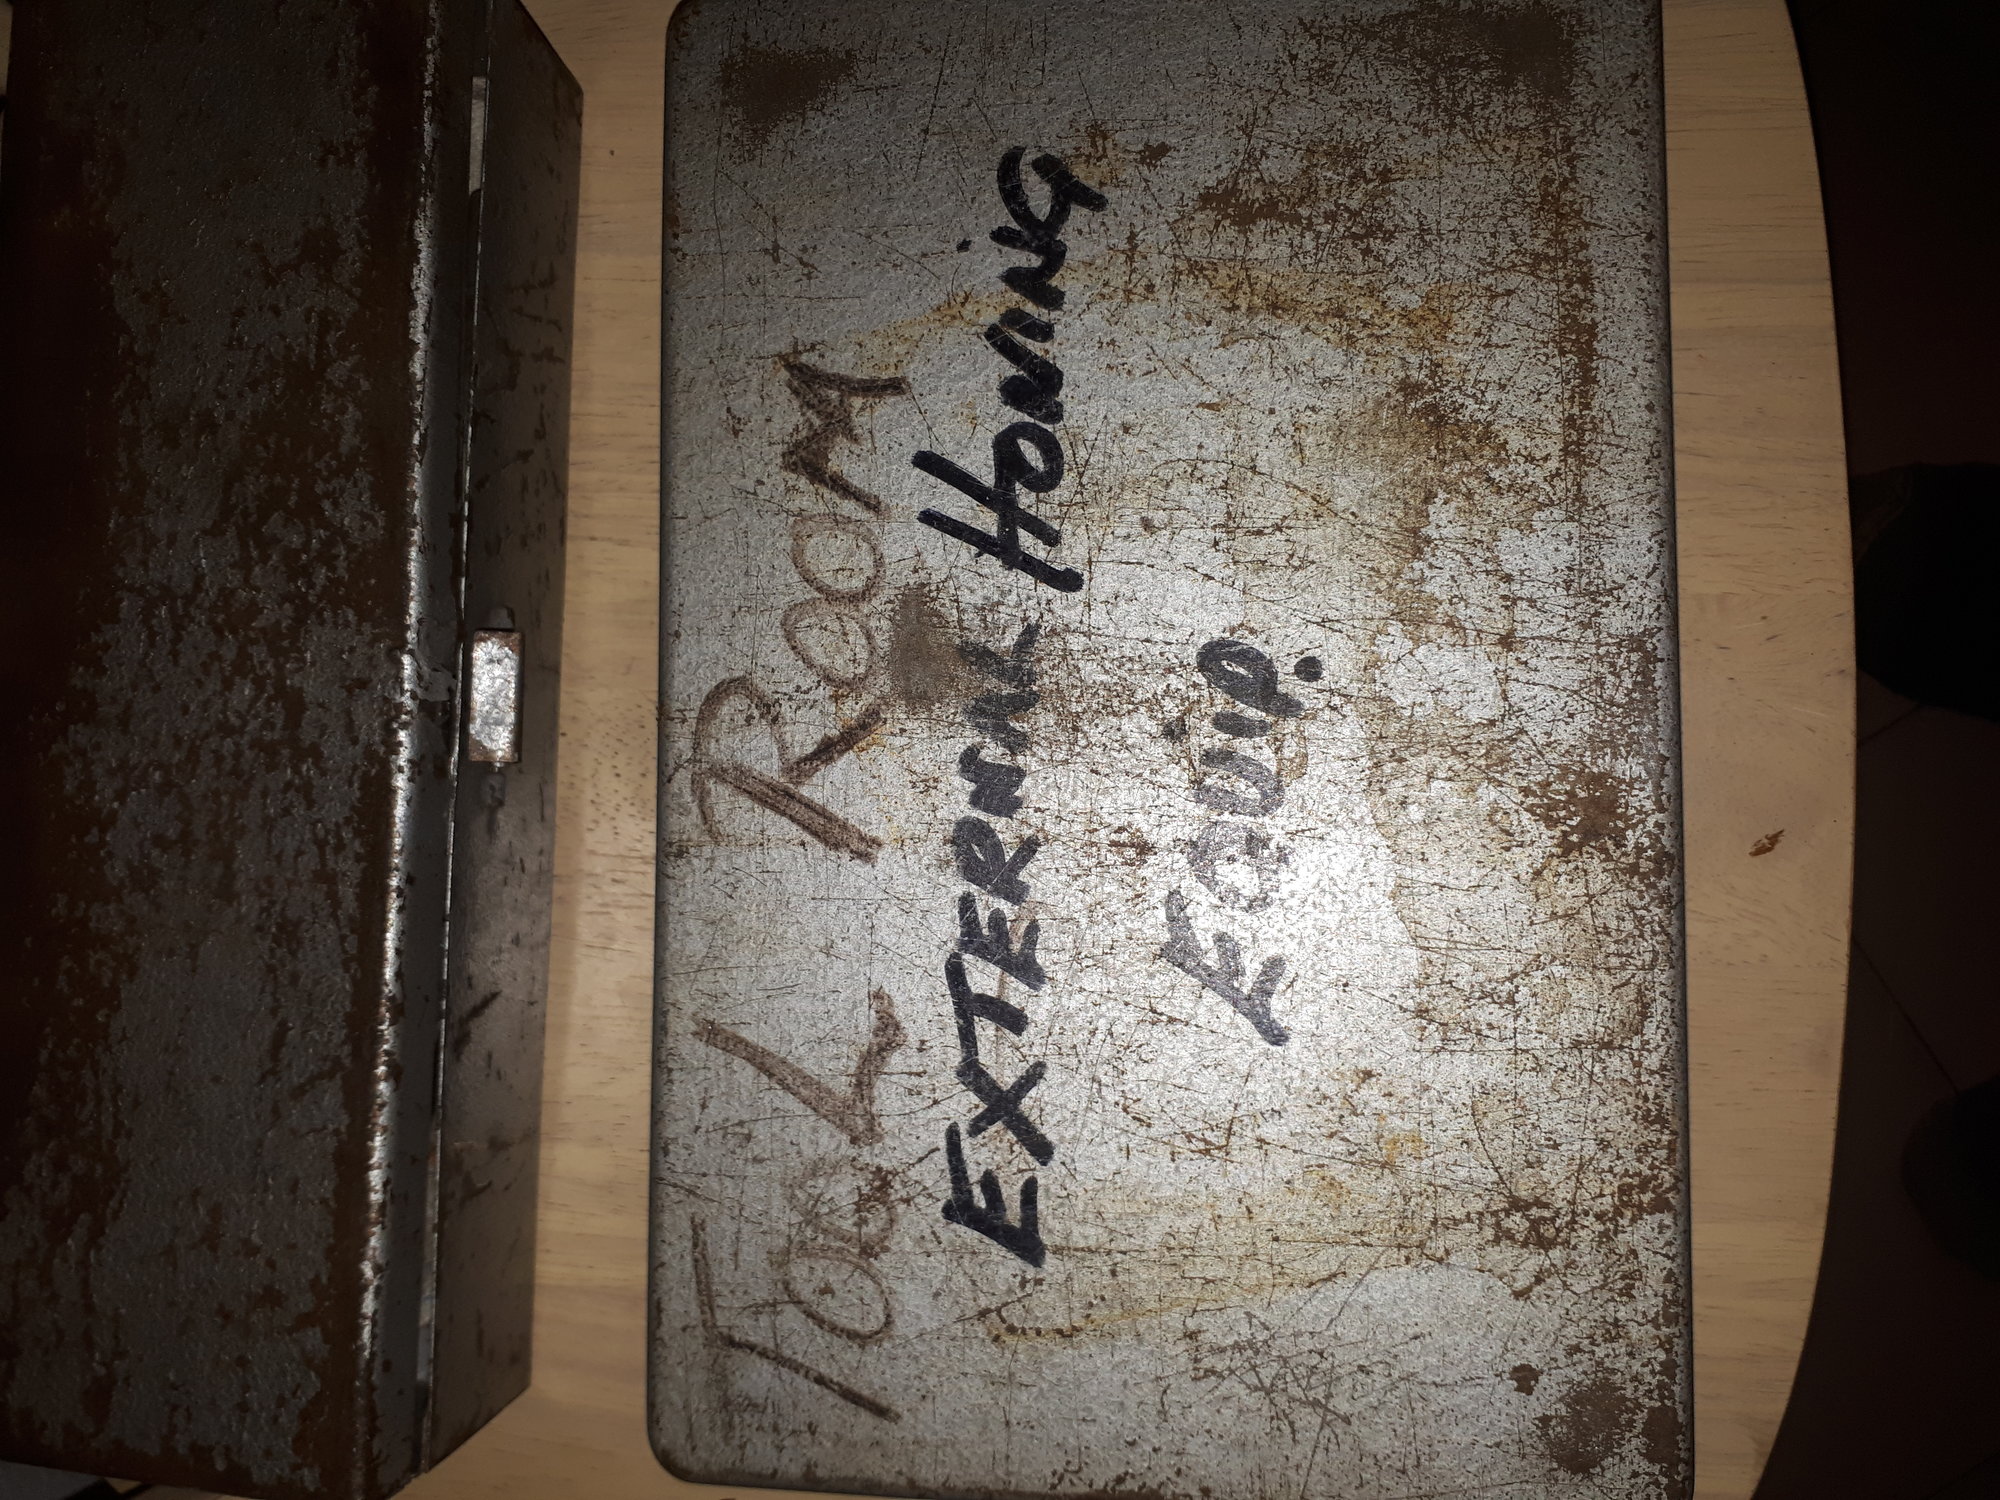 TOOL ROOM
EXTERNAL HONING
EQUIP.